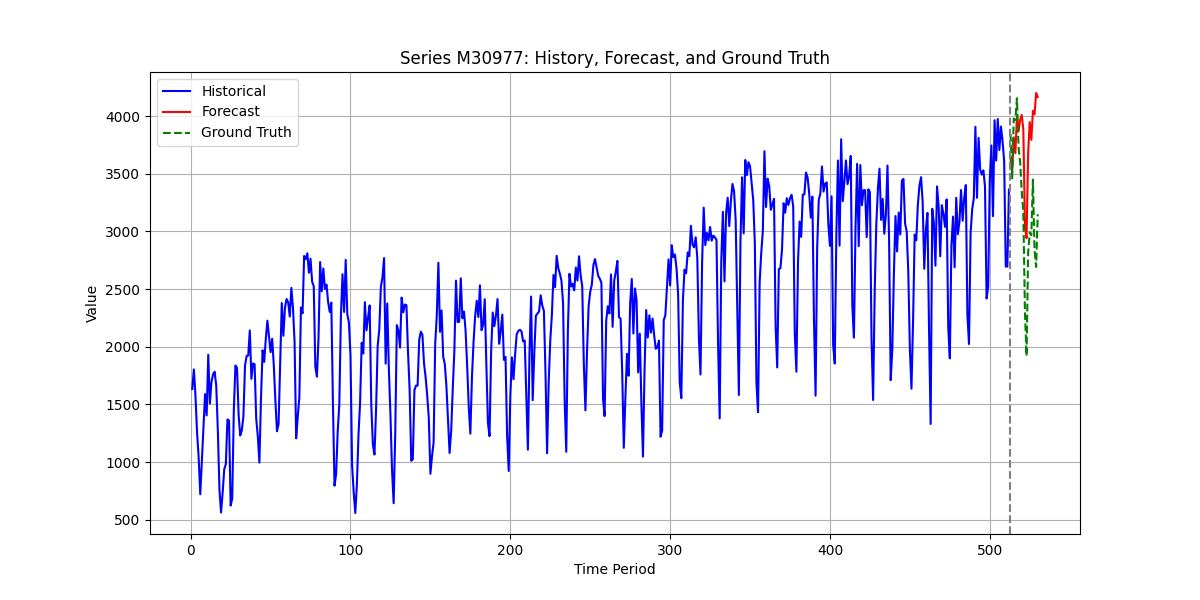 Series M30977: History, Forecast, and Ground Truth
Historical
Forecast
Ground Truth
4000
3500
3000
2500
2000
1500
1000
500
Value
0 100 200 300 400 500
Time Period